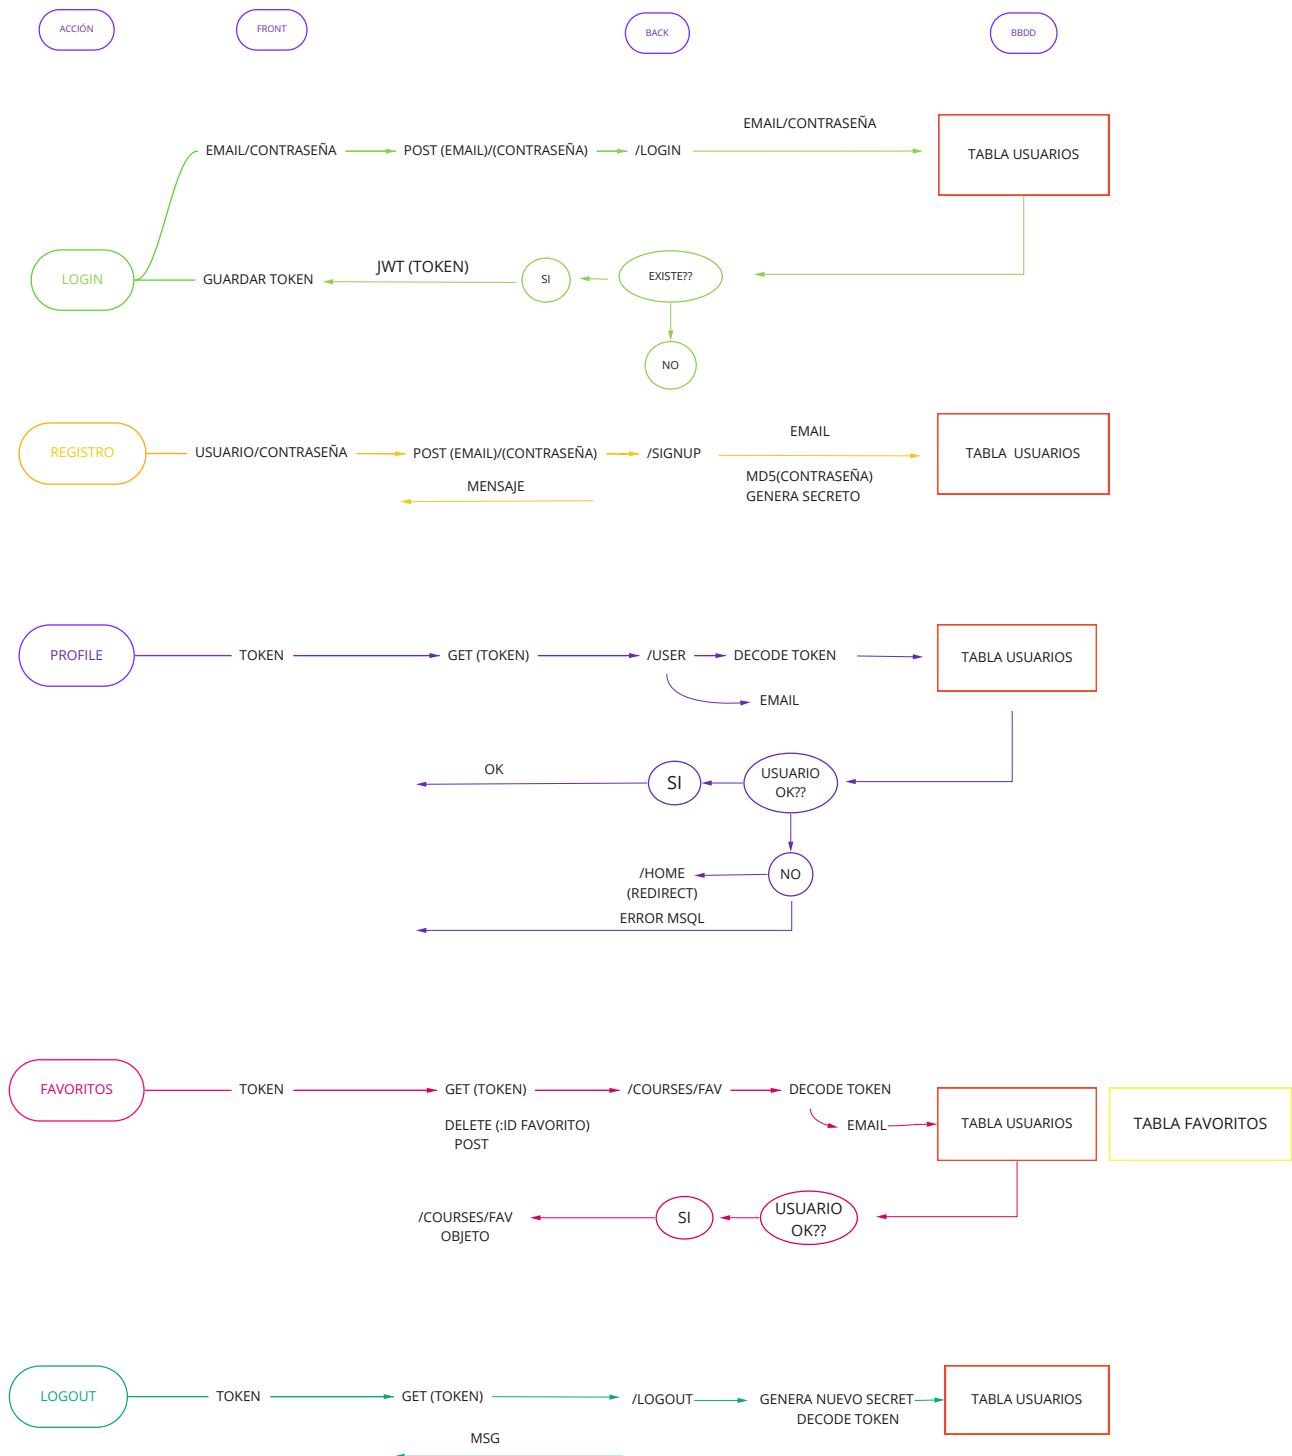 ACCIÓN
FRONT
BACK
BBDD
EMAIL/CONTRASEÑA
EMAIL/CONTRASEÑA
POST (EMAIL)/(CONTRASEÑA)
/LOGIN
TABLA USUARIOS
LOGIN
GUARDAR TOKEN
JWT (TOKEN)
SI
EXISTE??
NO
REGISTRO
USUARIO/CONTRASEÑA
POST (EMAIL)/(CONTRASEÑA)
/SIGNUP
EMAIL
TABLA  USUARIOS
MENSAJE
MD5(CONTRASEÑA)
GENERA SECRETO
PROFILE
TOKEN
GET (TOKEN)
/USER
DECODE TOKEN
TABLA USUARIOS
EMAIL
OK
SI
USUARIO
OK??
/HOME
(REDIRECT)
NO
ERROR MSQL
FAVORITOS
TOKEN
GET (TOKEN)
/COURSES/FAV
DECODE TOKEN
DELETE (:ID FAVORITO)
POST
EMAIL
TABLA USUARIOS
TABLA FAVORITOS
/COURSES/FAV
OBJETO
SI
USUARIO
OK??
LOGOUT
TOKEN
GET (TOKEN)
/LOGOUT
GENERA NUEVO SECRET
DECODE TOKEN
TABLA USUARIOS
MSG